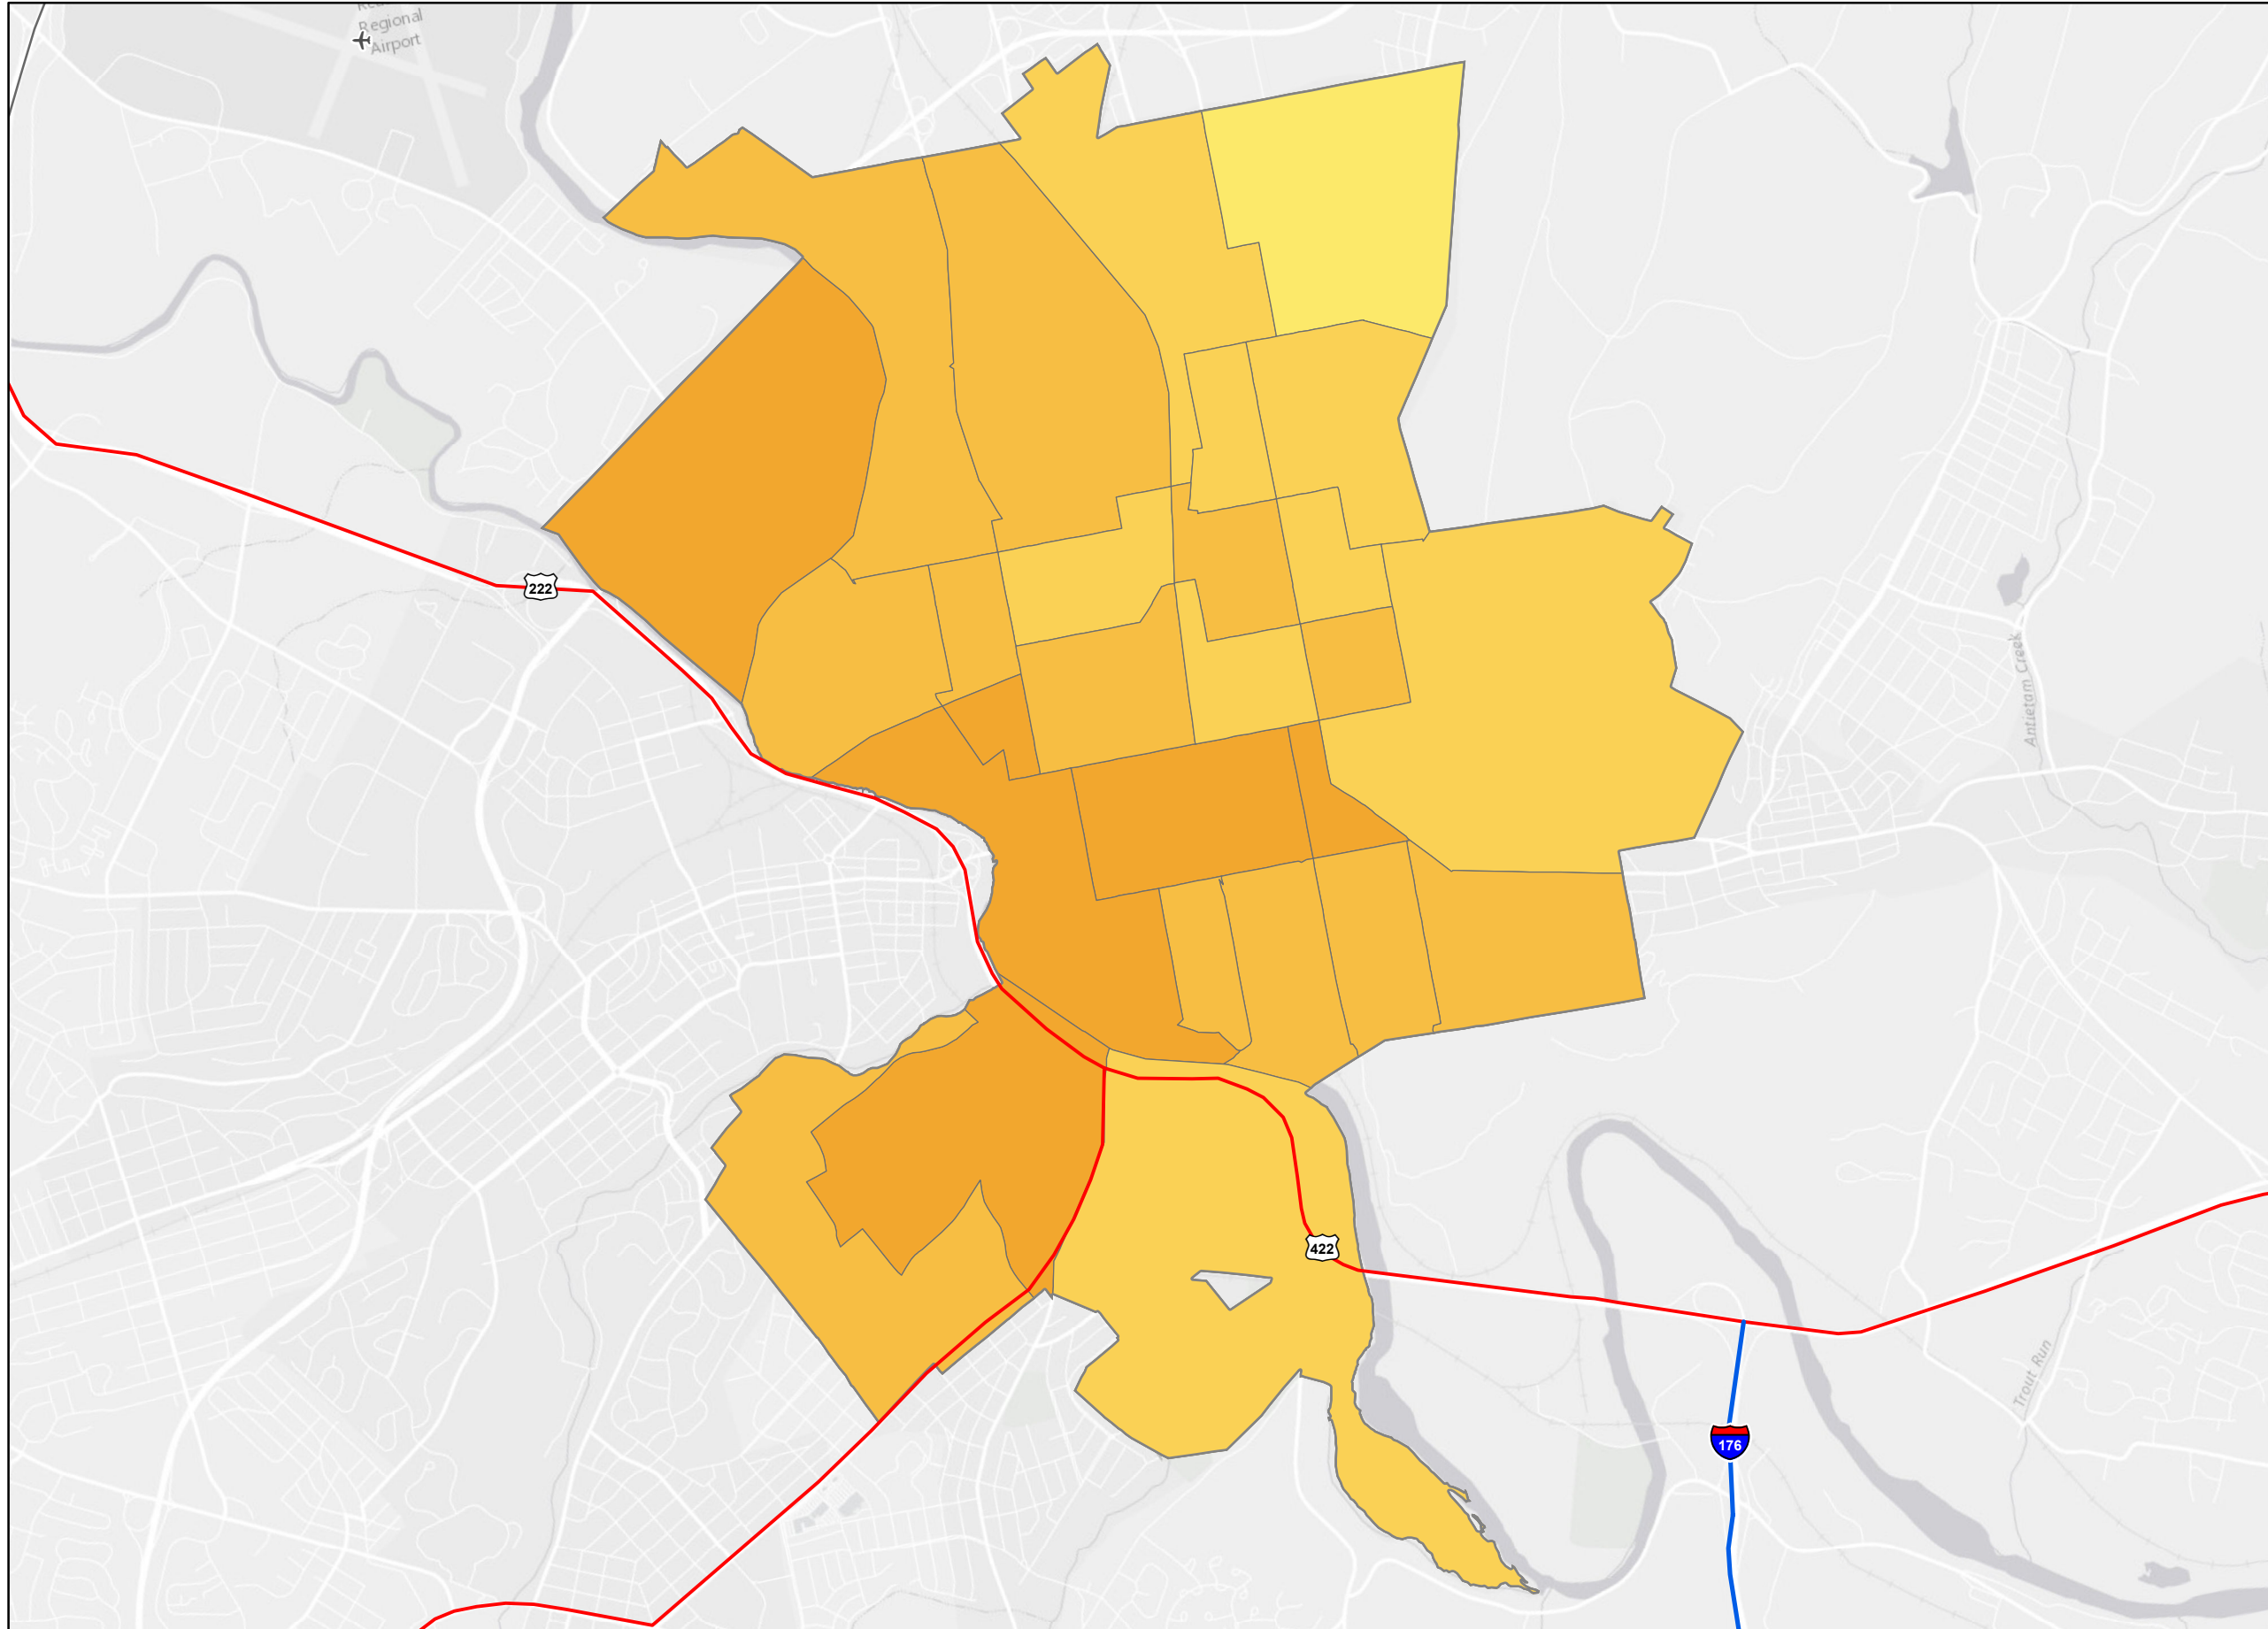 Regional
Airport
222
Antietam Creek
422
Trout Run
176